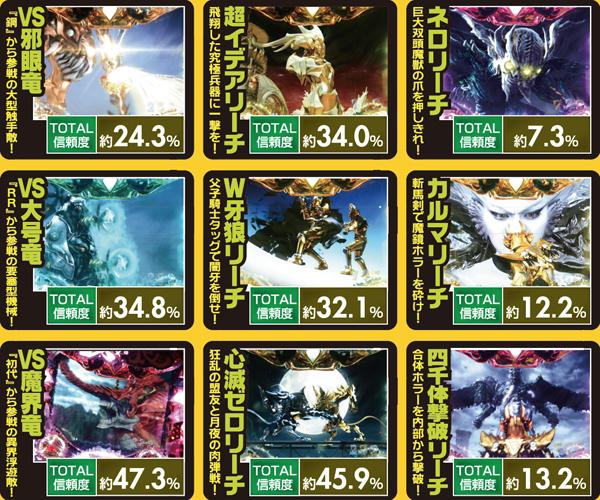 VS邪眼竜
『鋼』から参戦の大型触手敵！
TOTAL
信頼度
約24.3%
超イデアリーチ
飛翔した究極兵器に一撃を！
TOTAL
信頼度
約34.0%
ネロリーチ
巨大双頭魔獣の爪を押しきれ！
TOTAL
信頼度
約7.3%
VS大号竜
『RR』から参戦の要塞型機械！
TOTAL
信頼度
約34.8%
W牙狼リーチ
父子騎士タッグで闇牙を倒せ！
TOTAL
信頼度
約32.1%
カルマリーチ
斬馬剣で魔鏡ホラーを砕け！
TOTAL
信頼度
約12.2%
VS魔界竜
『初代』から参戦の異界浮遊敵！
TOTAL
信頼度
約47.3%
心滅ゼロリーチ
狂乱の盟友と月夜の肉弾戦！
TOTAL
信頼度
約45.9%
四千体撃破リーチ
合体ホラーを内部から撃破！
TOTAL
信頼度
約13.2%